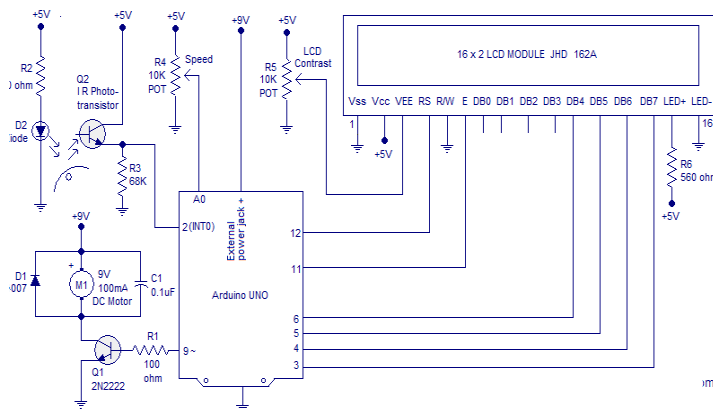 +5V
+5V
+5V
+9V
+5V
R2
ohm
Q2
I R Photo-
transistor
R4
10K
POT
Speed
R5
10K
POT
LCD
Contrast
16 x 2 LCD MODULE JHD 162A
Vss Vcc VEE RS R/W E DB0 DB1 DB2 DB3 DB4 DB5 DB6 DB7 LED+ LED-
1
16
+5V
D2
R3
68K
R6
560 ohm
+5V
A0
2(INT0)
External
power jack +
12
11
Arduino UNO
+9V
D1
+
M1
9V
100mA
DC Motor
C1
0.1uF
6
5
4
3
R1
100
ohm
9~
Q1
2N2222